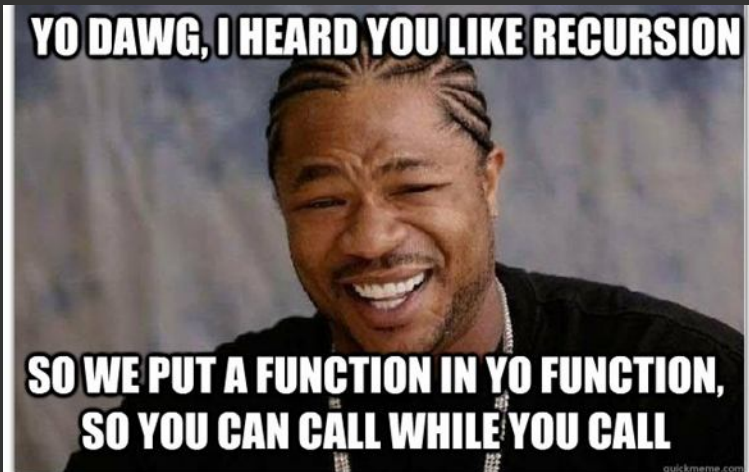 YO DAWG, I HEARD YOU LIKE RECURSION
SO WE PUT A FUNCTION IN YO FUNCTION,
SO YOU CAN CALL WHILE YOU CALL
quickmeme.com